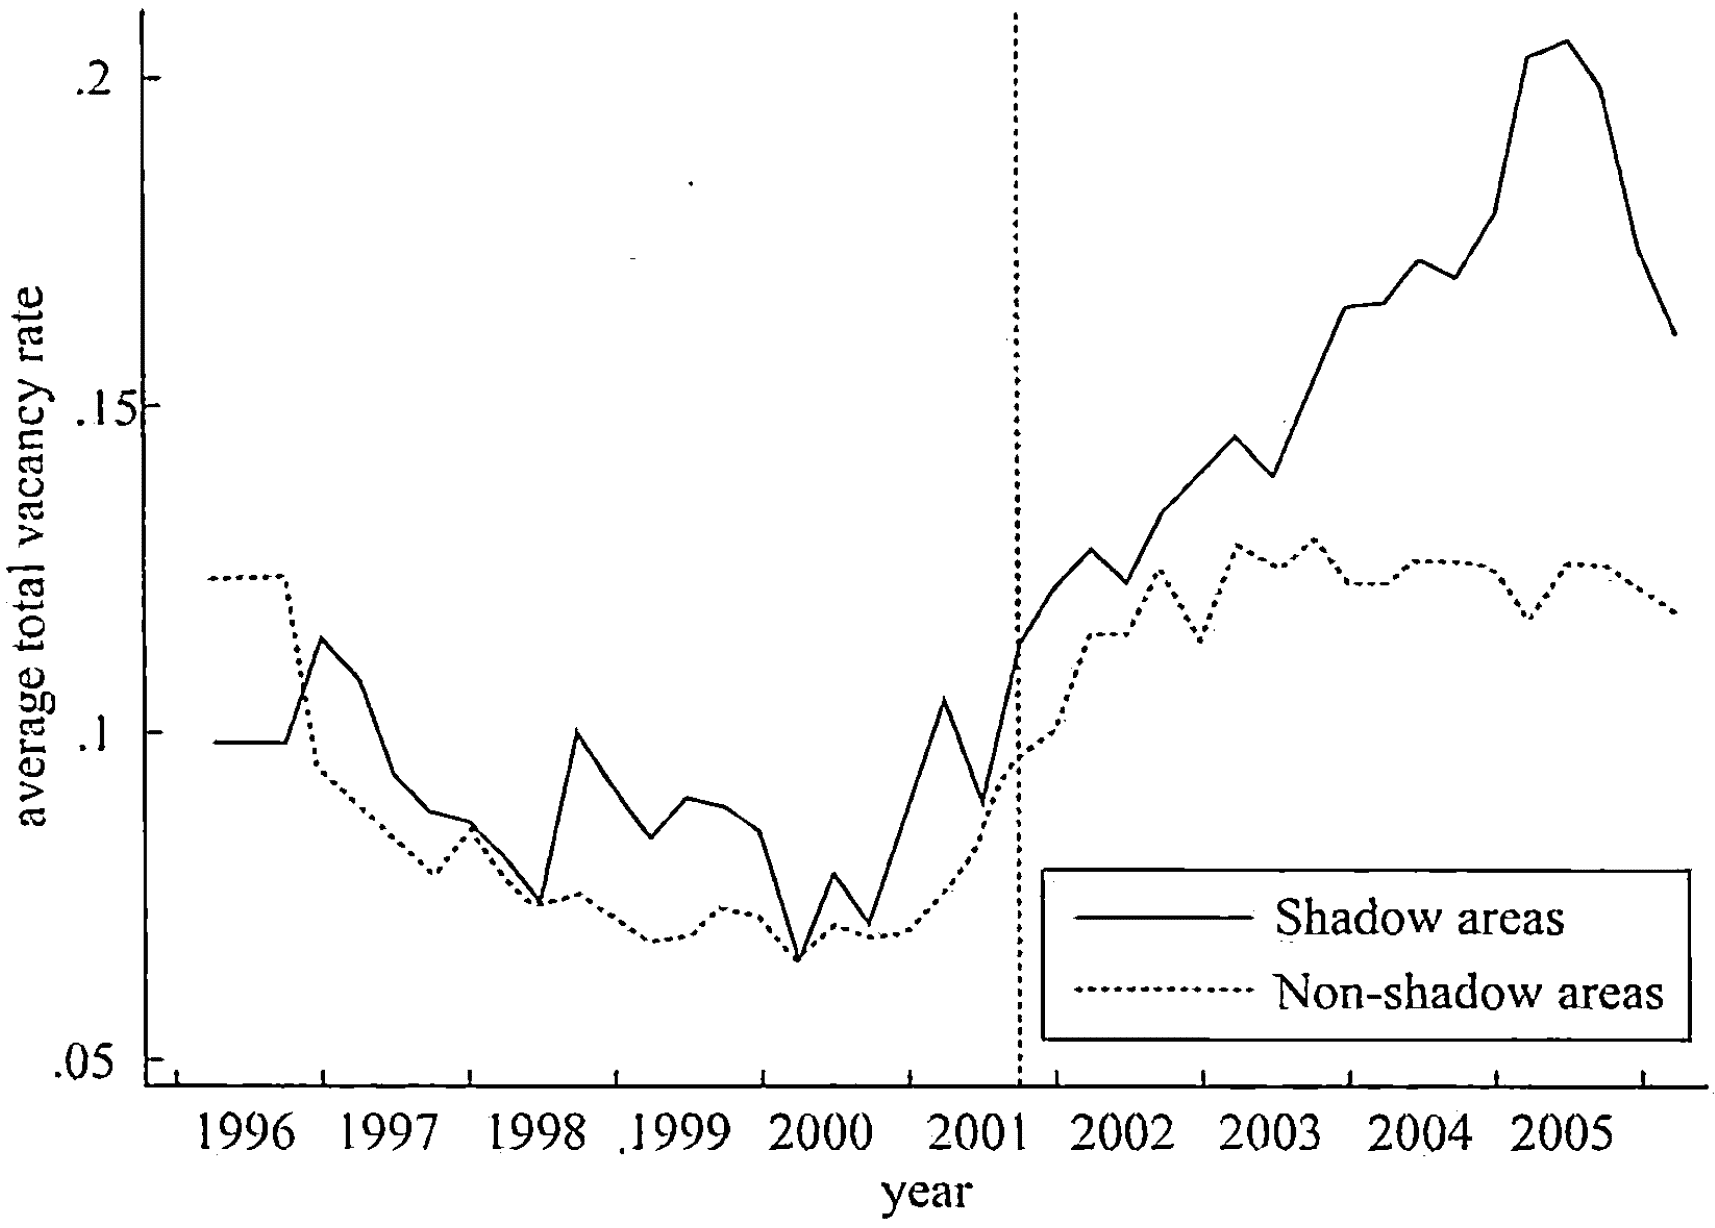 average total vacancy rate
.2
.15
.1
.05
Shadow areas
Non-shadow areas
1996 1997 1998 1999 2000 2001 2002 2003 2004 2005
year